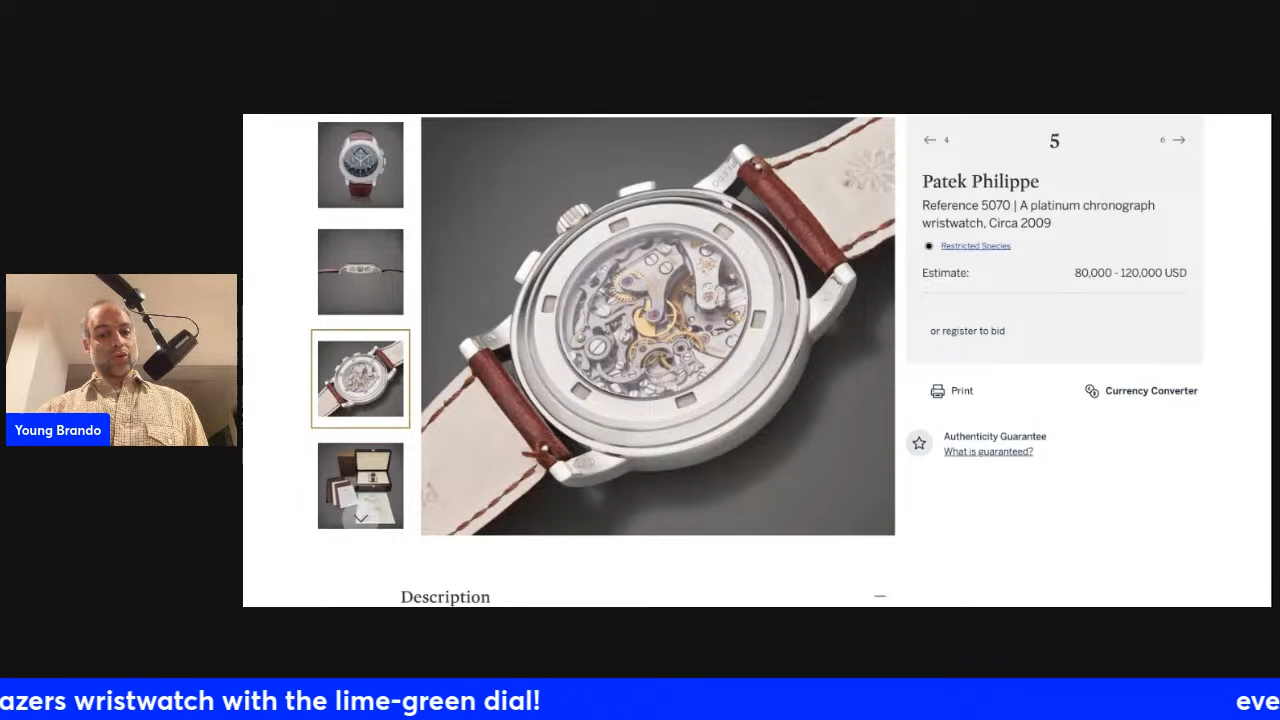 4
5
6
Patek Philippe
Reference 5070 | A platinum chronograph
wristwatch, Circa 2009
Restricted Species
Estimate:
80,000 - 120,000 USD
or register to bid
Print
Currency Converter
Authenticity Guarantee
What is guaranteed?
Young Brando
Description
azers wristwatch with the lime-green dial!
eve